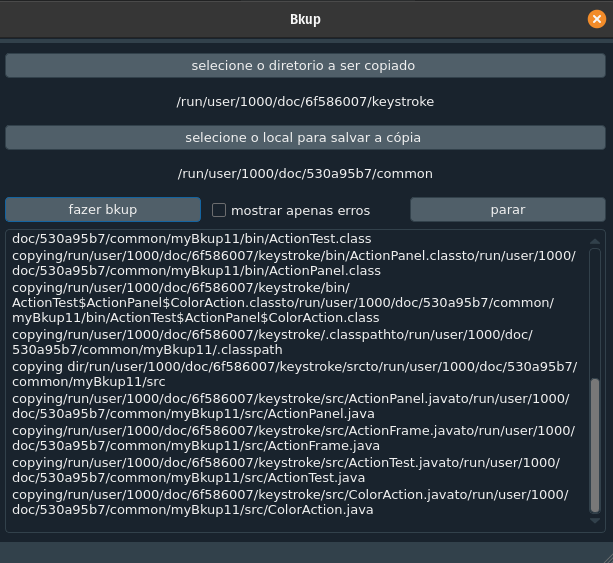 Bkup
selecione o diretorio a ser copiado
/run/user/1000/doc/6f586007/keystroke
selecione o local para salvar a cópia
/run/user/1000/doc/530a95b7/common
fazer bkup
mostrar apenas erros
parar
doc/530a95b7/common/myBkup11/bin/ActionTest.class
copying/run/user/1000/doc/6f586007/keystroke/bin/ActionPanel.classto/run/user/1000/
doc/530a95b7/common/myBkup11/bin/ActionPanel.class
copying/run/user/1000/doc/6f586007/keystroke/bin/
ActionTest$ActionPanel$ColorAction.classto/run/user/1000/doc/530a95b7/common/
myBkup11/bin/ActionTest$ActionPanel$ColorAction.class
copying/run/user/1000/doc/6f586007/keystroke/.classpathto/run/user/1000/doc/
530a95b7/common/myBkup11/.classpath
copying dir/run/user/1000/doc/6f586007/keystroke/srcto/run/user/1000/doc/530a95b7/
common/myBkup11/src
copying/run/user/1000/doc/6f586007/keystroke/src/ActionPanel.javato/run/user/1000/
doc/530a95b7/common/myBkup11/src/ActionPanel.java
copying/run/user/1000/doc/6f586007/keystroke/src/ActionFrame.javato/run/user/1000/
doc/530a95b7/common/myBkup11/src/ActionFrame.java
copying/run/user/1000/doc/6f586007/keystroke/src/ActionTest.javato/run/user/1000/
doc/530a95b7/common/myBkup11/src/ActionTest.java
copying/run/user/1000/doc/6f586007/keystroke/src/ColorAction.javato/run/user/1000/
doc/530a95b7/common/myBkup11/src/ColorAction.java